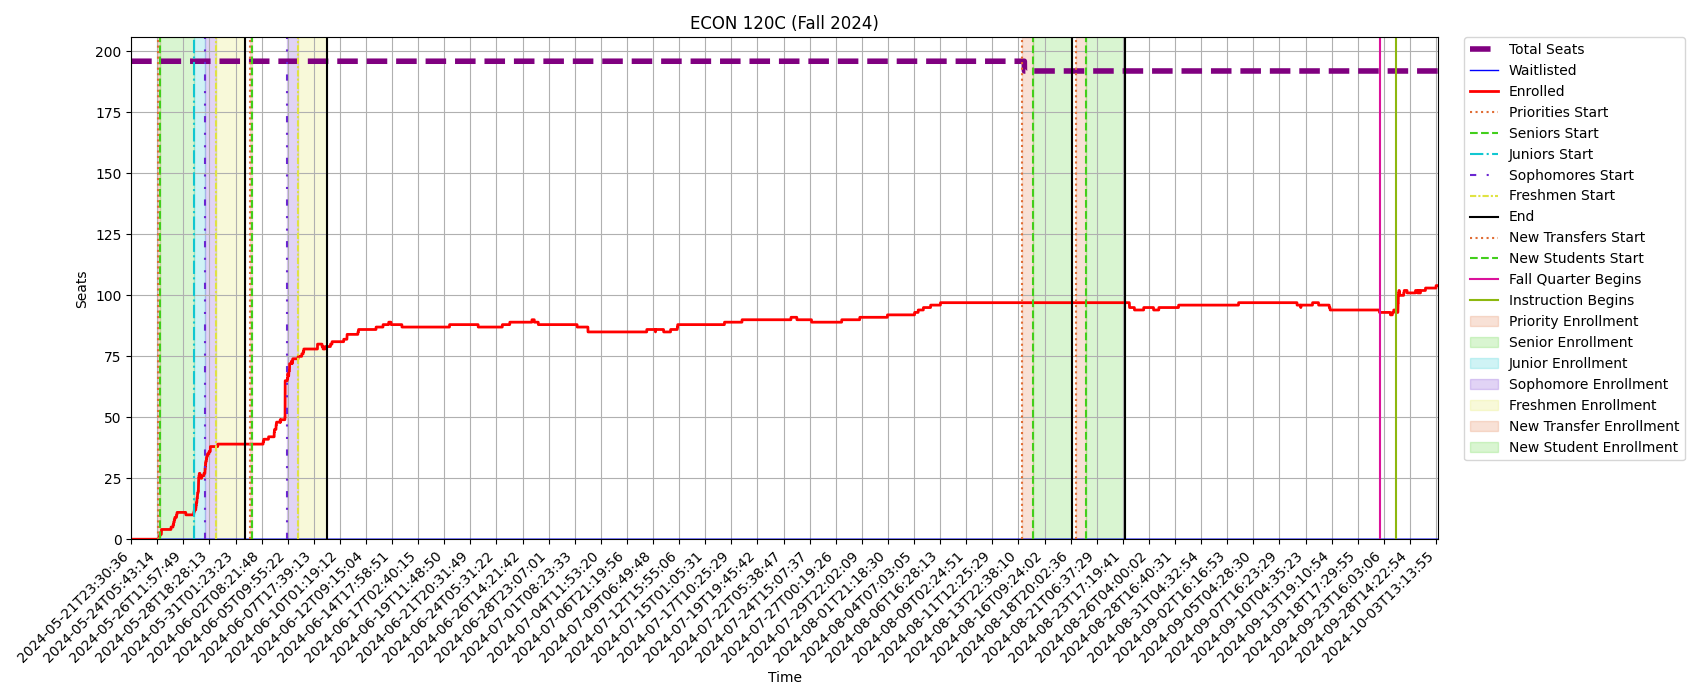 ECON 120C (Fall 2024)
Seats
200
175
150
125
100
75
50
25
0
2024-05-21T23:30:36
2024-05-24T05:43:14
2024-05-26T11:57:49
2024-05-28T18:28:13
2024-05-31T01:23:23
2024-06-02T08:21:48
2024-06-05T09:55:22
2024-06-07T17:39:13
2024-06-10T01:19:12
2024-06-12T09:15:04
2024-06-14T17:58:51
2024-06-17T02:40:15
2024-06-19T11:48:50
2024-06-21T20:31:49
2024-06-24T05:31:22
2024-06-26T14:21:42
2024-06-28T23:07:01
2024-07-01T08:23:33
2024-07-04T11:53:20
2024-07-06T21:19:56
2024-07-09T06:49:48
2024-07-12T15:55:06
2024-07-15T01:05:31
2024-07-17T10:25:29
2024-07-19T19:45:42
2024-07-22T05:38:47
2024-07-24T15:07:37
2024-07-27T00:19:26
2024-07-29T22:02:09
2024-08-01T21:18:30
2024-08-04T07:03:05
2024-08-06T16:28:13
2024-08-09T02:24:51
2024-08-11T12:25:29
2024-08-13T22:38:10
2024-08-16T09:24:02
2024-08-18T20:02:36
2024-08-21T06:37:29
2024-08-23T17:19:41
2024-08-26T04:00:02
2024-08-28T16:40:31
2024-08-31T04:32:54
2024-09-02T16:16:53
2024-09-05T04:28:30
2024-09-07T16:23:29
2024-09-10T04:35:23
2024-09-13T19:10:54
2024-09-18T17:29:55
2024-09-23T16:03:06
2024-09-28T14:22:54
2024-10-03T13:13:55
Time
Total Seats
Waitlisted
Enrolled
Priorities Start
Seniors Start
Juniors Start
Sophomores Start
Freshmen Start
End
New Transfers Start
New Students Start
Fall Quarter Begins
Instruction Begins
Priority Enrollment
Senior Enrollment
Junior Enrollment
Sophomore Enrollment
Freshmen Enrollment
New Transfer Enrollment
New Student Enrollment